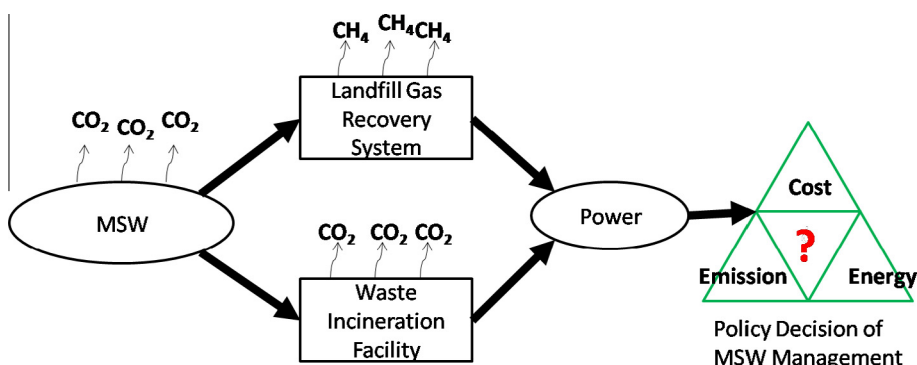 CH₄ CH₄ CH₄
Landfill Gas
Recovery
System
CO₂ CO₂ CO₂
MSW
Power
Cost
?
Emission Energy
CO₂ CO₂ CO₂
Waste
Incineration
Facility
Policy Decision of
MSW Management